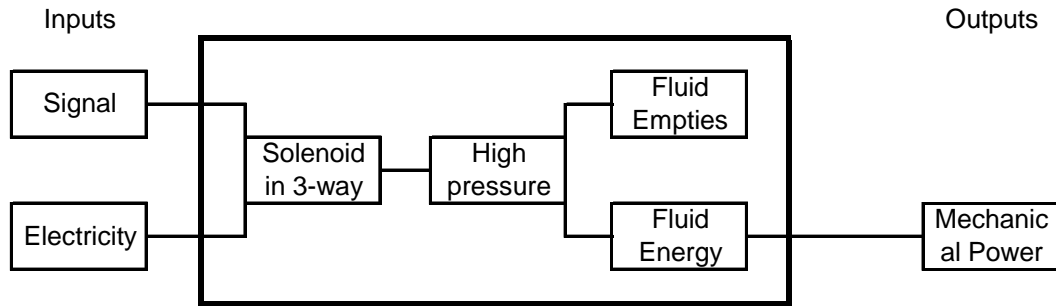 Inputs
Outputs
Signal
Fluid
Empties
Solenoid
in 3-way
High
pressure
Electricity
Fluid
Energy
Mechanic
al Power